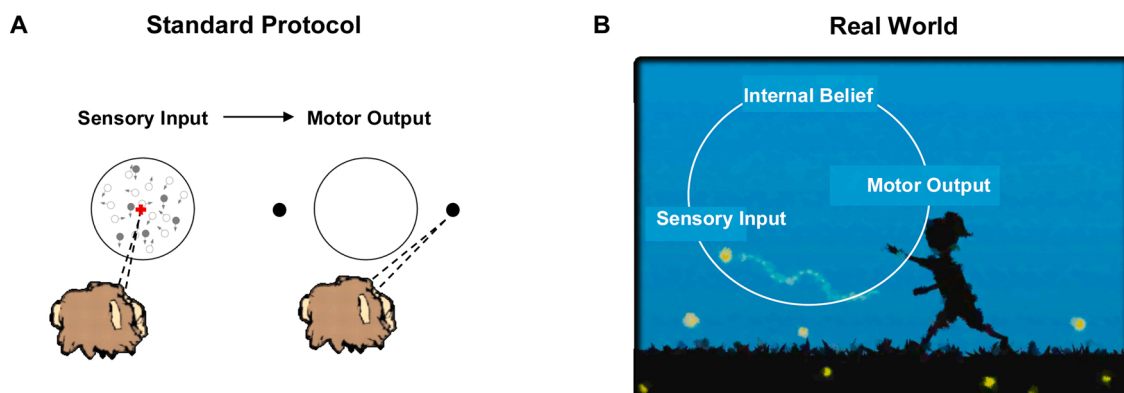 A
Standard Protocol
Sensory Input
Motor Output
B
Real World
Internal Belief
Motor Output
Sensory Input